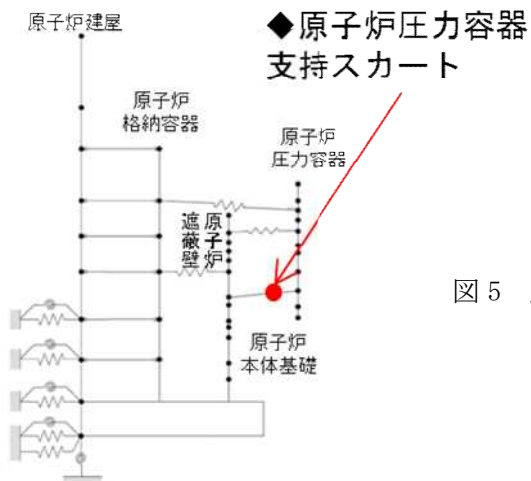 原子炉建屋
◆原子炉圧力容器
支持スカート
原子炉
格納容器
原子炉
圧力容器
原子炉
遮蔽壁
図5
原子炉
本体基礎